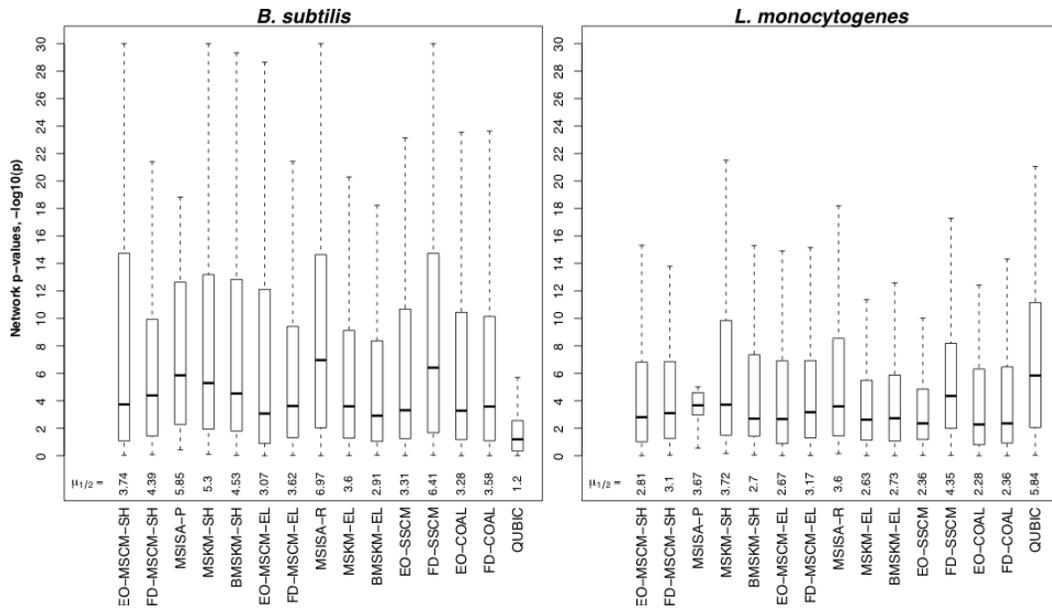 B. subtilis
L. monocytogenes
Network p-values, -log10(p)
30
28
26
24
22
20
18
16
14
12
10
8
6
4
2
0
30
28
26
24
22
20
18
16
14
12
10
8
6
4
2
0
μ1/2 = 3.74 4.39 5.85 5.3 4.53 3.07 3.62 6.97 3.6 2.91 3.31 6.41 3.28 3.58 1.2
μ1/2 = 2.81 3.1 3.67 3.72 2.7 2.67 3.17 3.6 2.63 2.73 2.36 4.35 2.28 2.36 5.84
EO-MSCM-SH
FD-MSCM-SH
MSISA-P
MSKM-SH
BMSKM-SH
EO-MSCM-EL
FD-MSCM-EL
MSISA-R
MSKM-EL
BMSKM-EL
EO-SSCM
FD-SSCM
EO-COAL
FD-COAL
QUBIC
EO-MSCM-SH
FD-MSCM-SH
MSISA-P
MSKM-SH
BMSKM-SH
EO-MSCM-EL
FD-MSCM-EL
MSISA-R
MSKM-EL
BMSKM-EL
EO-SSCM
FD-SSCM
EO-COAL
FD-COAL
QUBIC